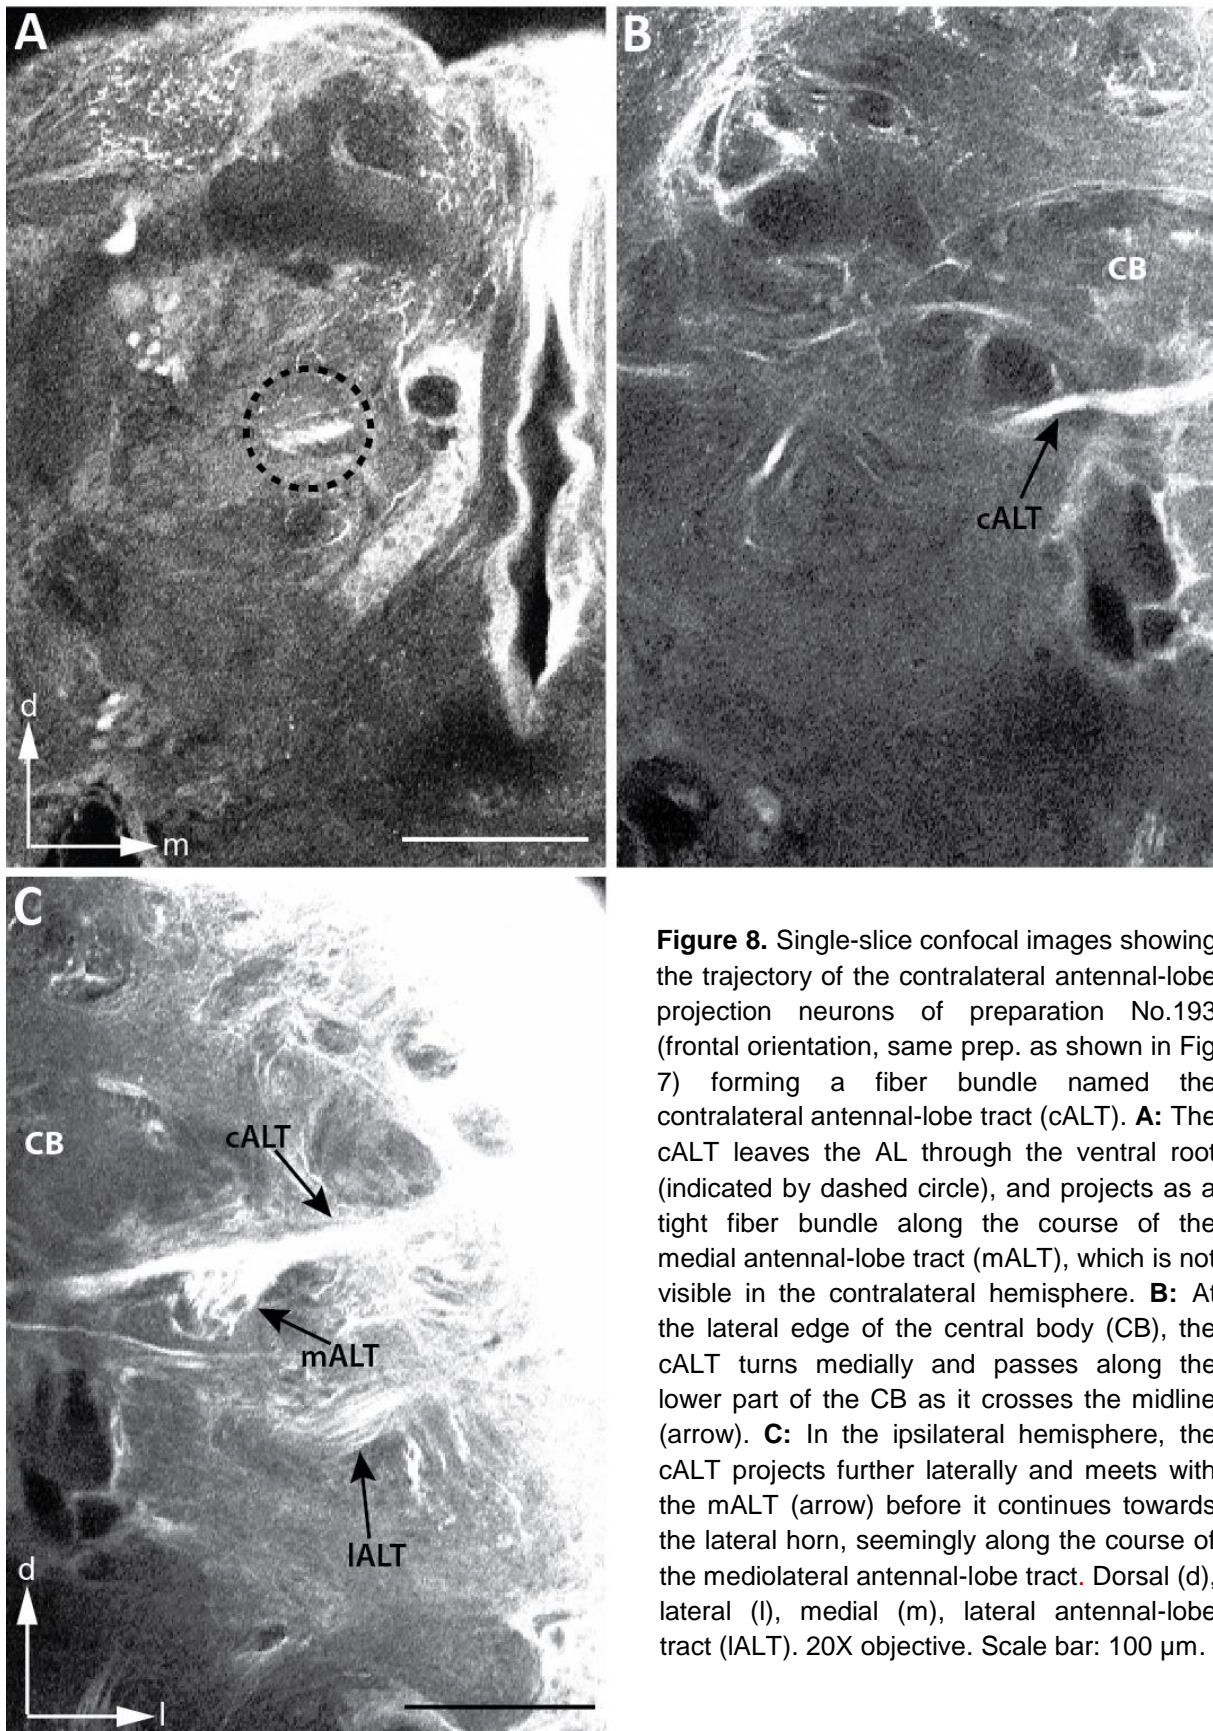 A
d
m
B
CB
cALT
C
CB
cALT
mALT
lALT
d
l
Figure 8. Single-slice confocal images showing
the trajectory of the contralateral antennal-lobe
projection neurons of preparation No.193
(frontal orientation, same prep. as shown in Fig
7) forming a fiber bundle named the
contralateral antennal-lobe tract (cALT). A: The
cALT leaves the AL through the ventral root
(indicated by dashed circle), and projects as a
tight fiber bundle along the course of the
medial antennal-lobe tract (mALT), which is not
visible in the contralateral hemisphere. B: At
the lateral edge of the central body (CB), the
cALT turns medially and passes along the
lower part of the CB as it crosses the midline
(arrow). C: In the ipsilateral hemisphere, the
cALT projects further laterally and meets with
the mALT (arrow) before it continues towards
the lateral horn, seemingly along the course of
the mediolateral antennal-lobe tract. Dorsal (d),
lateral (l), medial (m), lateral antennal-lobe
tract (lALT). 20X objective. Scale bar: 100 µm.